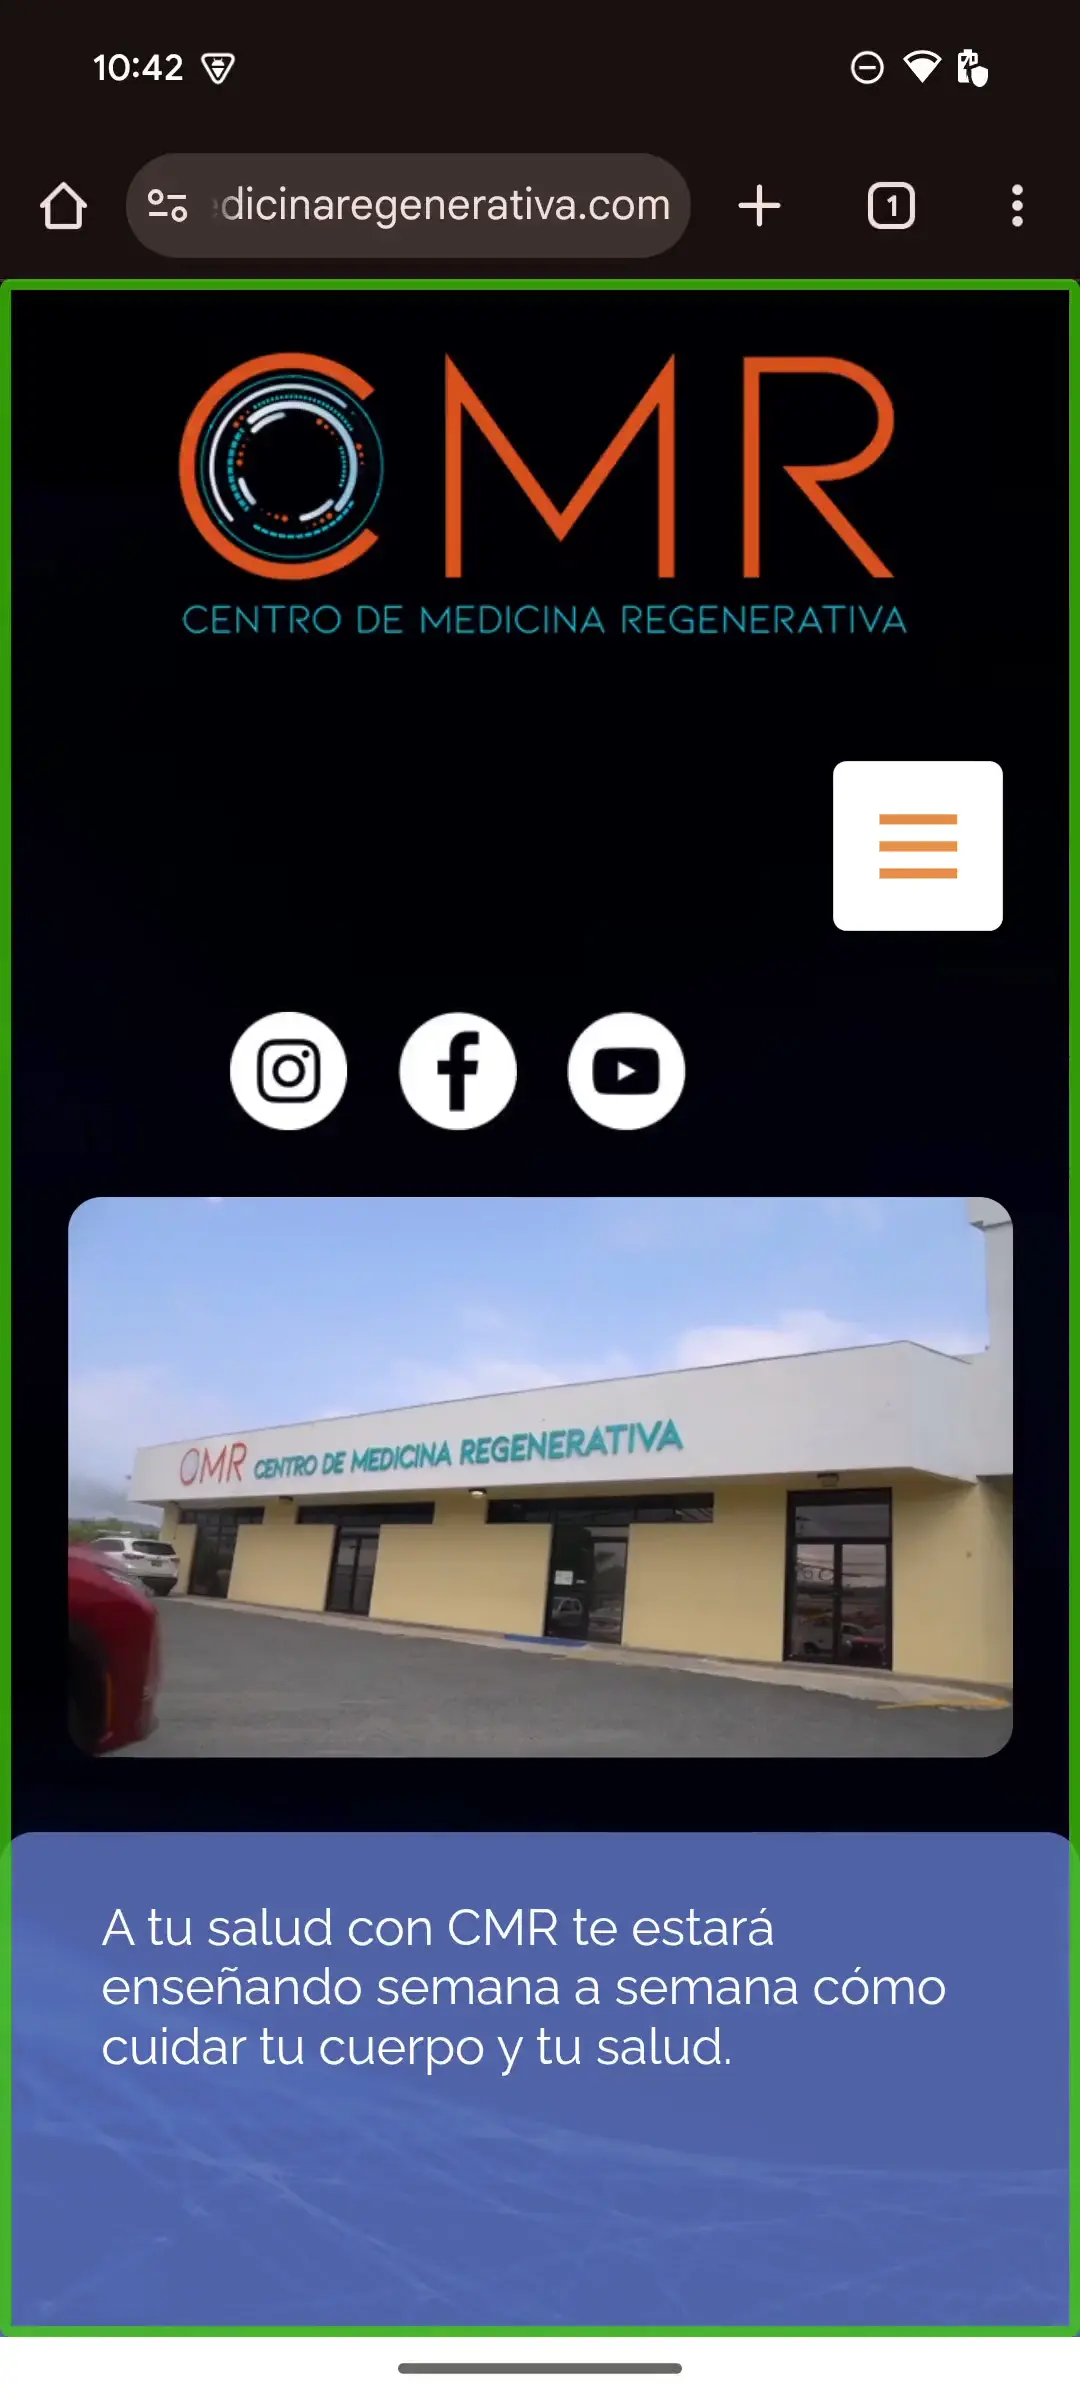 10:42
dicinaregenerativa.com
1
CMR
CENTRO DE MEDICINA REGENERATIVA
CMR CENTRO DE MEDICINA REGENERATIVA
A tu salud con CMR te estará
enseñando semana a semana cómo
cuidar tu cuerpo y tu salud.